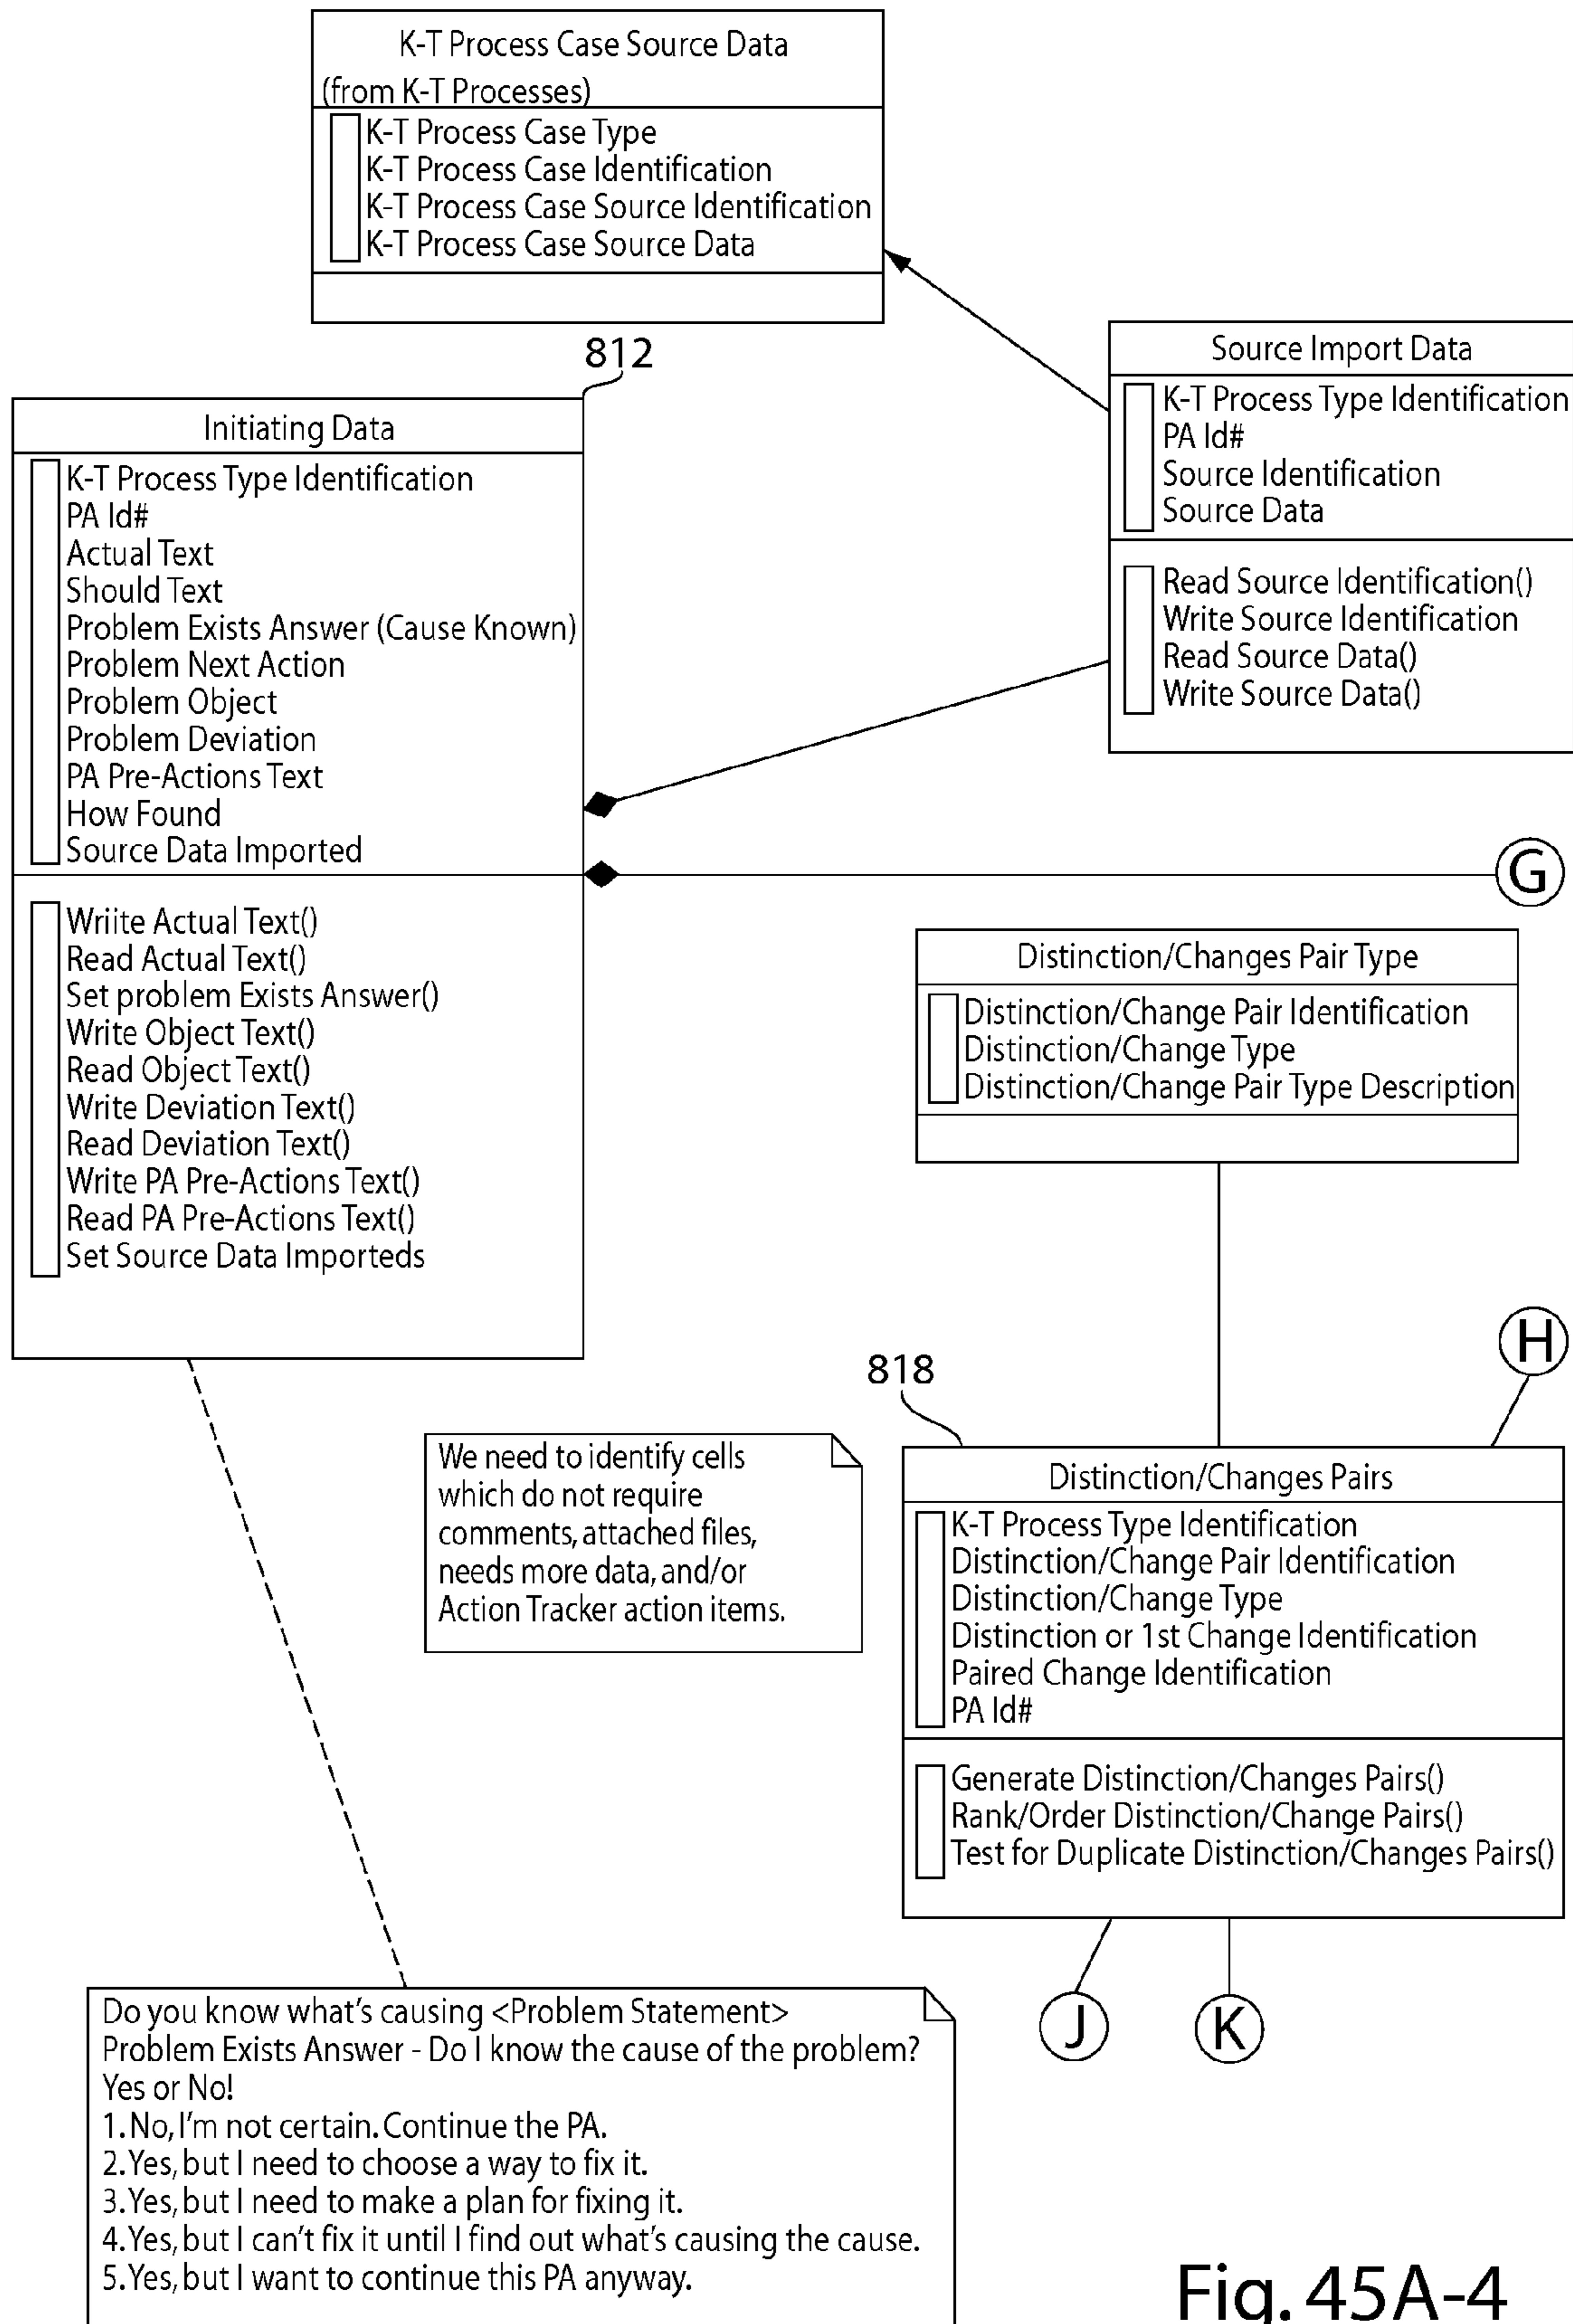 K-T Process Case Source Data
(from K-T Processes)
K-T Process Case Type
K-T Process Case Identification
K-T Process Case Source Identification
K-T Process Case Source Data
812
Source Import Data
K-T Process Type Identification
PA Id#
Source Identification
Source Data
Read Source Identification()
Write Source Identification
Read Source Data()
Write Source Data()
Initiating Data
K-T Process Type Identification
PA Id#
Actual Text
Should Text
Problem Exists Answer (Cause Known)
Problem Next Action
Problem Object
Problem Deviation
PA Pre-Actions Text
How Found
Source Data Imported
Wriite Actual Text()
Read Actual Text()
Set problem Exists Answer()
Write Object Text()
Read Object Text()
Write Deviation Text()
Read Deviation Text()
Write PA Pre-Actions Text()
Read PA Pre-Actions Text()
Set Source Data Importeds
G
Distinction/Changes Pair Type
Distinction/Change Pair Identification
Distinction/Change Type
Distinction/Change Pair Type Description
H
818
We need to identify cells
which do not require
comments, attached files,
needs more data, and/or
Action Tracker action items.
Distinction/Changes Pairs
K-T Process Type Identification
Distinction/Change Pair Identification
Distinction/Change Type
Distinction or 1st Change Identification
Paired Change Identification
PA Id#
Generate Distinction/Changes Pairs()
Rank/Order Distinction/Change Pairs()
Test for Duplicate Distinction/Changes Pairs()
J
K
Do you know what's causing <Problem Statement>
Problem Exists Answer - Do I know the cause of the problem?
Yes or No!
1. No, I'm not certain. Continue the PA.
2. Yes, but I need to choose a way to fix it.
3. Yes, but I need to make a plan for fixing it.
4. Yes, but I can't fix it until I find out what's causing the cause.
5. Yes, but I want to continue this PA anyway.
Fig. 45A-4